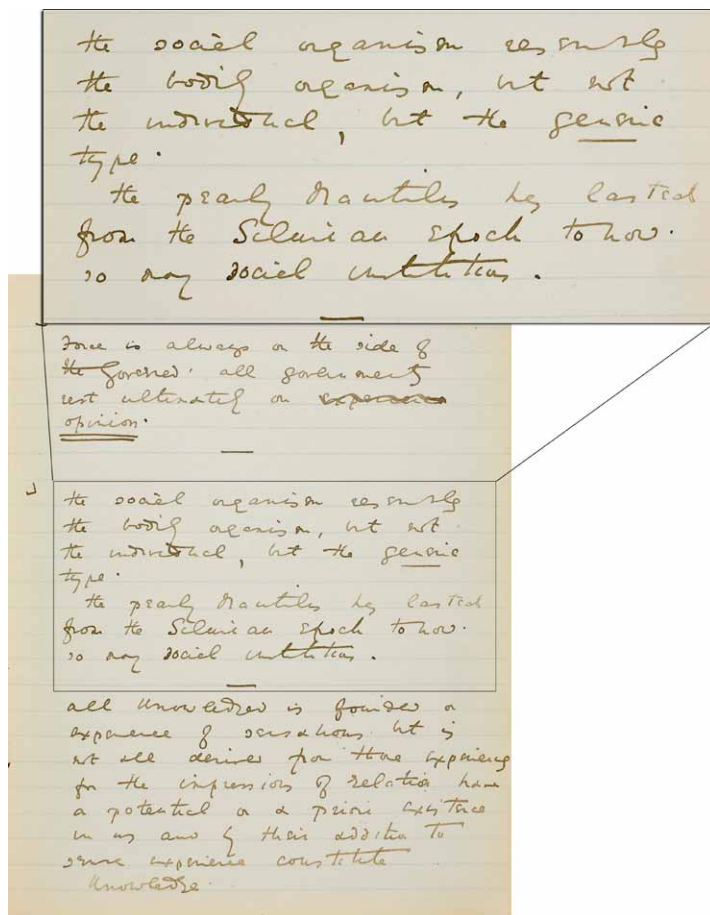 the social organism resembles
the bodily organism, but not
the individual, but the generic
type.
the pearly Nautilus has lasted
from the Silurian Epoch to now.
so may social institutions.
Force is always on the side of
the governed. all governments
rest ultimately on experience
opinion.
the social organism resembles
the bodily organism, but not
the individual, but the generic
type.
the pearly Nautilus has lasted
from the Silurian Epoch to now.
so may social institutions.
all knowledge is founded on
experience of sensations but is
not all derived from those experiences
for the impressions of relation have
a potential or a priori existence
in us and by their addition to
sense experience constitute
knowledge.